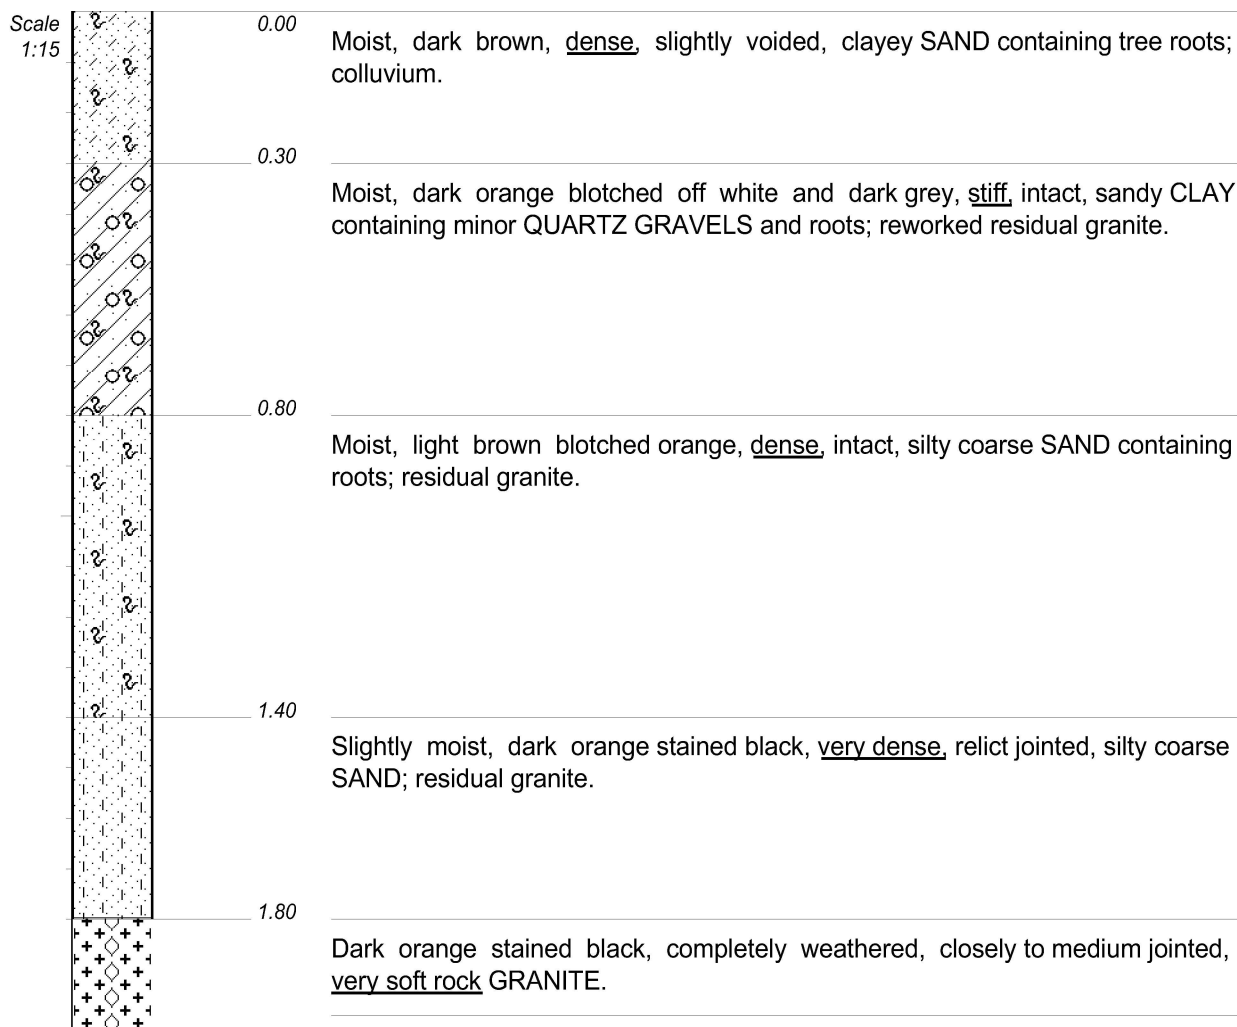 Scale
1:15
0.00
Moist, dark brown, dense, slightly voided, clayey SAND containing tree roots;
colluvium.
0.30
Moist, dark orange blotched off white and dark grey, stiff, intact, sandy CLAY
containing minor QUARTZ GRAVELS and roots; reworked residual granite.
0.80
Moist, light brown blotched orange, dense, intact, silty coarse SAND containing
roots; residual granite.
1.40
Slightly moist, dark orange stained black, very dense, relict jointed, silty coarse
SAND; residual granite.
1.80
Dark orange stained black, completely weathered, closely to medium jointed,
very soft rock GRANITE.